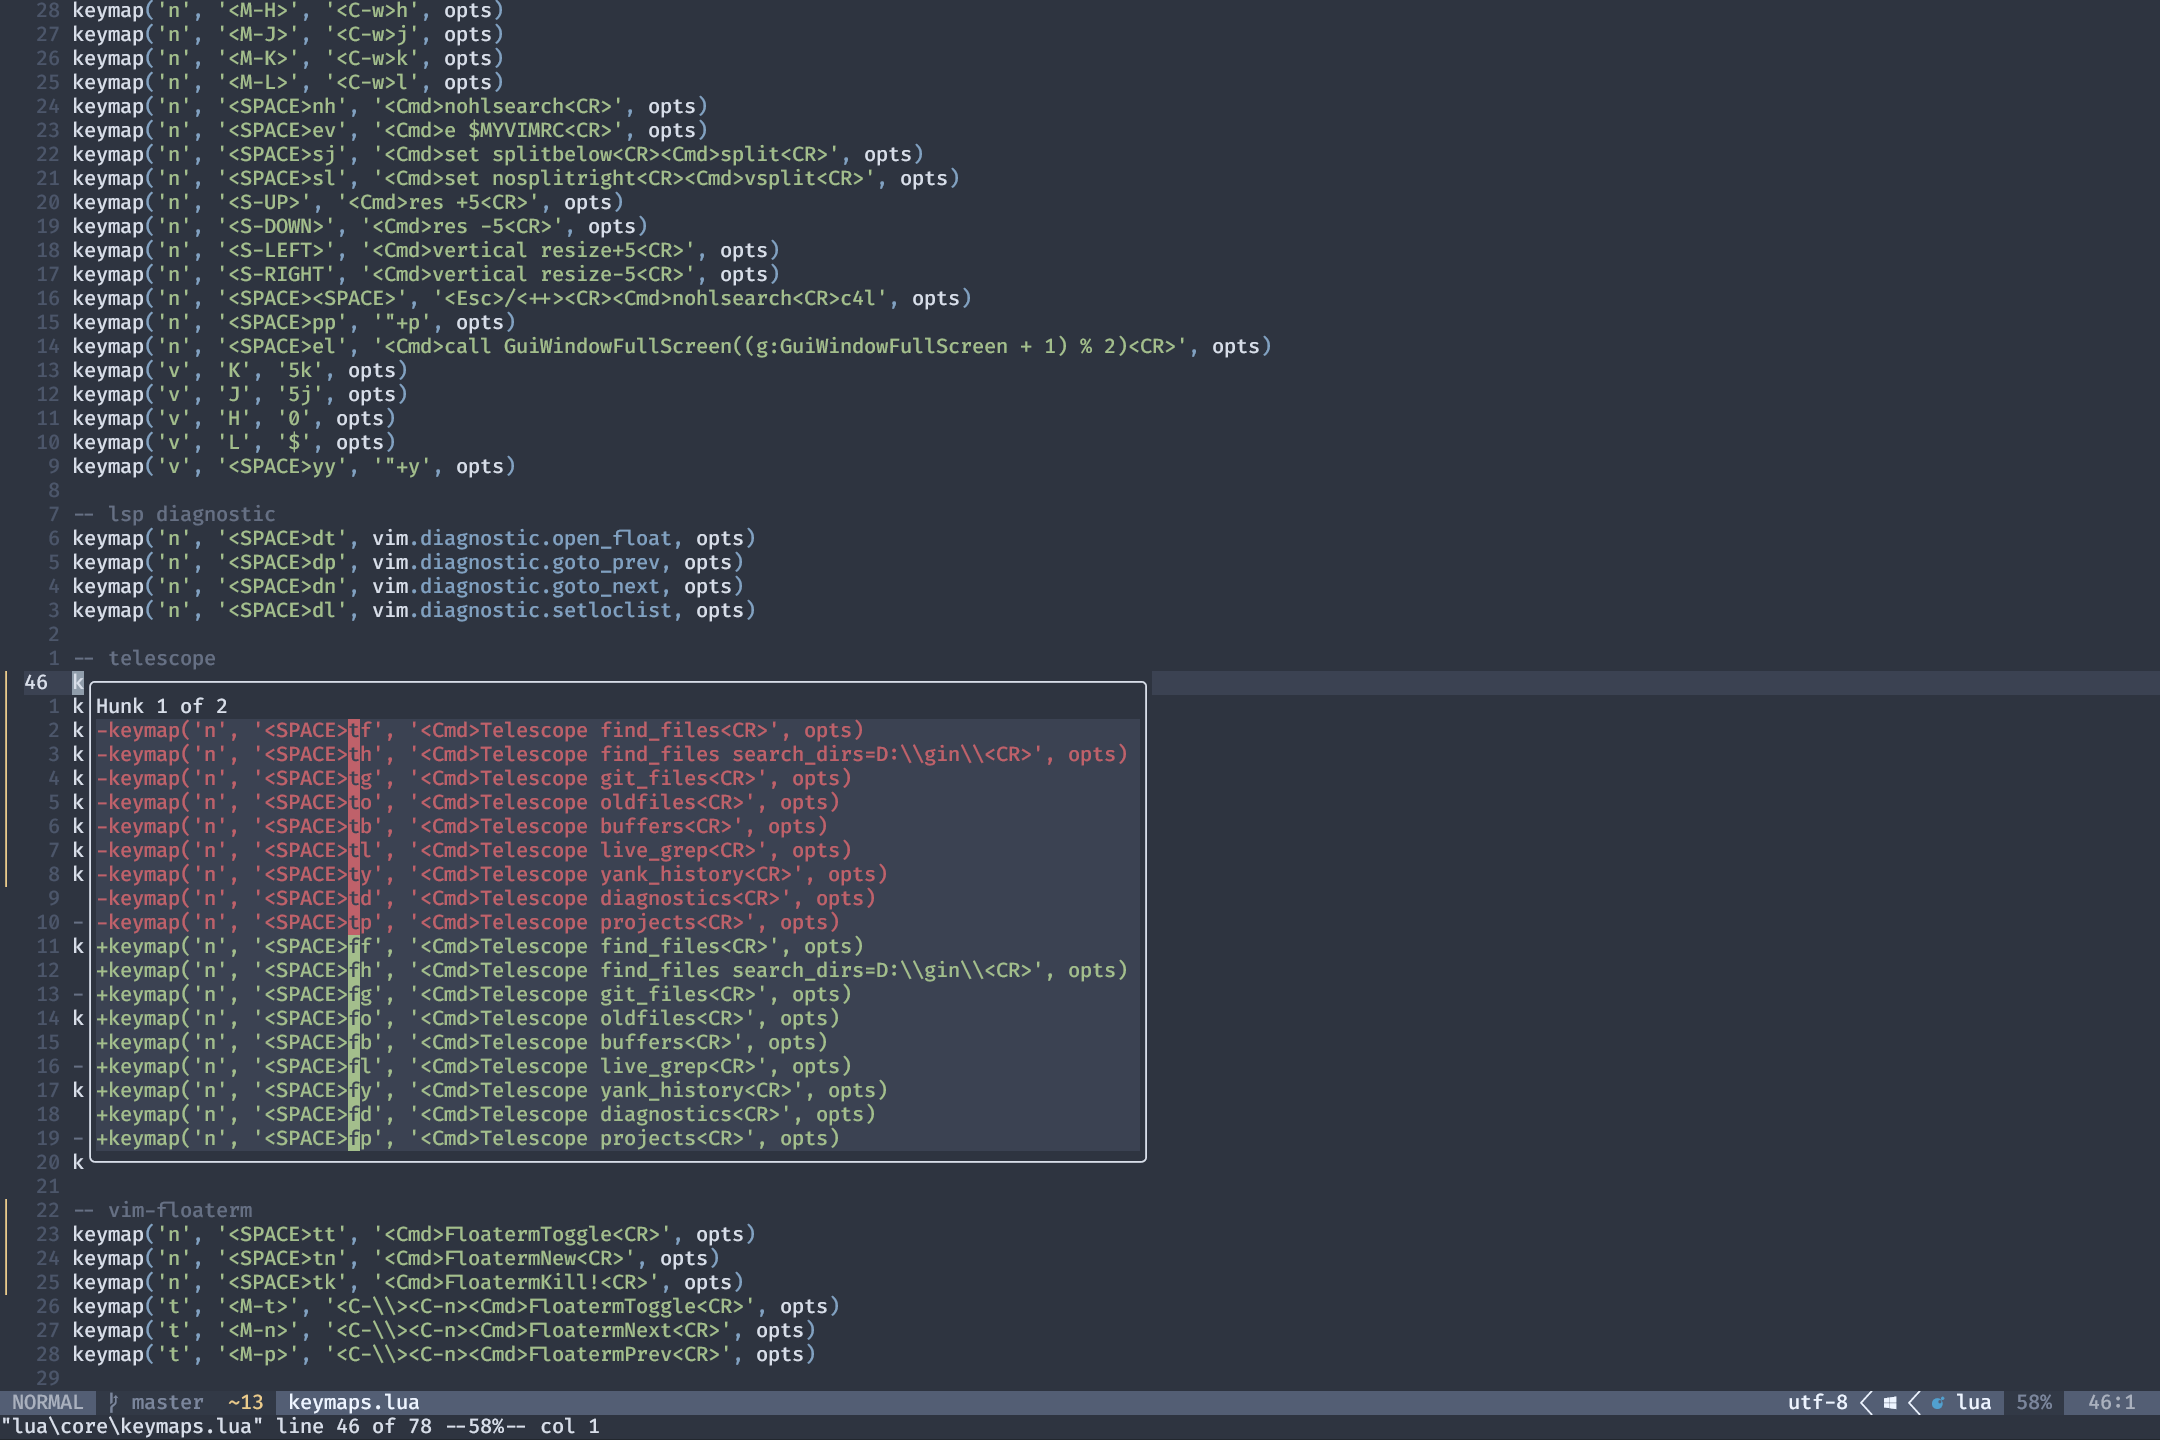 28 keymap('n', '<M-H>', '<C-w>h', opts)
27 keymap('n', '<M-J>', '<C-w>j', opts)
26 keymap('n', '<M-K>', '<C-w>k', opts)
25 keymap('n', '<M-L>', '<C-w>l', opts)
24 keymap('n', '<SPACE>nh', '<Cmd>nohlsearch<CR>', opts)
23 keymap('n', '<SPACE>ev', '<Cmd>e $MYVIMRC<CR>', opts)
22 keymap('n', '<SPACE>sj', '<Cmd>set splitbelow<CR><Cmd>split<CR>', opts)
21 keymap('n', '<SPACE>sl', '<Cmd>set nosplitright<CR><Cmd>vsplit<CR>', opts)
20 keymap('n', '<S-UP>', '<Cmd>res +5<CR>', opts)
19 keymap('n', '<S-DOWN>', '<Cmd>res -5<CR>', opts)
18 keymap('n', '<S-LEFT>', '<Cmd>vertical resize+5<CR>', opts)
17 keymap('n', '<S-RIGHT', '<Cmd>vertical resize-5<CR>', opts)
16 keymap('n', '<SPACE><SPACE>', '<Esc>/<++><CR><Cmd>nohlsearch<CR>c4l', opts)
15 keymap('n', '<SPACE>pp', '"+p', opts)
14 keymap('n', '<SPACE>el', '<Cmd>call GuiWindowFullScreen((g:GuiWindowFullScreen + 1) % 2)<CR>', opts)
13 keymap('v', 'K', '5k', opts)
12 keymap('v', 'J', '5j', opts)
11 keymap('v', 'H', '0', opts)
10 keymap('v', 'L', '$', opts)
9 keymap('v', '<SPACE>yy', '"+y', opts)
8
7 -- lsp diagnostic
6 keymap('n', '<SPACE>dt', vim.diagnostic.open_float, opts)
5 keymap('n', '<SPACE>dp', vim.diagnostic.goto_prev, opts)
4 keymap('n', '<SPACE>dn', vim.diagnostic.goto_next, opts)
3 keymap('n', '<SPACE>dl', vim.diagnostic.setloclist, opts)
2
1 -- telescope
46 k
1 k Hunk 1 of 2
2 k -keymap('n', '<SPACE>tf', '<Cmd>Telescope find_files<CR>', opts)
3 k -keymap('n', '<SPACE>th', '<Cmd>Telescope find_files search_dirs=D:\\gin\\<CR>', opts)
4 k -keymap('n', '<SPACE>tg', '<Cmd>Telescope git_files<CR>', opts)
5 k -keymap('n', '<SPACE>to', '<Cmd>Telescope oldfiles<CR>', opts)
6 k -keymap('n', '<SPACE>tb', '<Cmd>Telescope buffers<CR>', opts)
7 k -keymap('n', '<SPACE>tl', '<Cmd>Telescope live_grep<CR>', opts)
8 k -keymap('n', '<SPACE>ty', '<Cmd>Telescope yank_history<CR>', opts)
9 -keymap('n', '<SPACE>td', '<Cmd>Telescope diagnostics<CR>', opts)
10 - -keymap('n', '<SPACE>tp', '<Cmd>Telescope projects<CR>', opts)
11 k +keymap('n', '<SPACE>ff', '<Cmd>Telescope find_files<CR>', opts)
12 +keymap('n', '<SPACE>fh', '<Cmd>Telescope find_files search_dirs=D:\\gin\\<CR>', opts)
13 - +keymap('n', '<SPACE>fg', '<Cmd>Telescope git_files<CR>', opts)
14 k +keymap('n', '<SPACE>fo', '<Cmd>Telescope oldfiles<CR>', opts)
15 +keymap('n', '<SPACE>fb', '<Cmd>Telescope buffers<CR>', opts)
16 - +keymap('n', '<SPACE>fl', '<Cmd>Telescope live_grep<CR>', opts)
17 k +keymap('n', '<SPACE>fy', '<Cmd>Telescope yank_history<CR>', opts)
18 +keymap('n', '<SPACE>fd', '<Cmd>Telescope diagnostics<CR>', opts)
19 - +keymap('n', '<SPACE>fp', '<Cmd>Telescope projects<CR>', opts)
20 k
21
22 -- vim-floaterm
23 keymap('n', '<SPACE>tt', '<Cmd>FloatermToggle<CR>', opts)
24 keymap('n', '<SPACE>tn', '<Cmd>FloatermNew<CR>', opts)
25 keymap('n', '<SPACE>tk', '<Cmd>FloatermKill!<CR>', opts)
26 keymap('t', '<M-t>', '<C-\\><C-n><Cmd>FloatermToggle<CR>', opts)
27 keymap('t', '<M-n>', '<C-\\><C-n><Cmd>FloatermNext<CR>', opts)
28 keymap('t', '<M-p>', '<C-\\><C-n><Cmd>FloatermPrev<CR>', opts)
29
NORMAL master ~13 keymaps.lua utf-8 lua 58% 46:1
"lua\core\keymaps.lua" line 46 of 78 --58%-- col 1